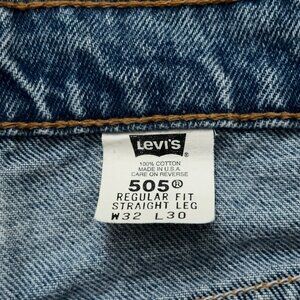 LEVI'S
100% COTTON
MADE IN U.S.A.
CARE ON REVERSE
505®
REGULAR FIT
STRAIGHT LEG
W32 L30